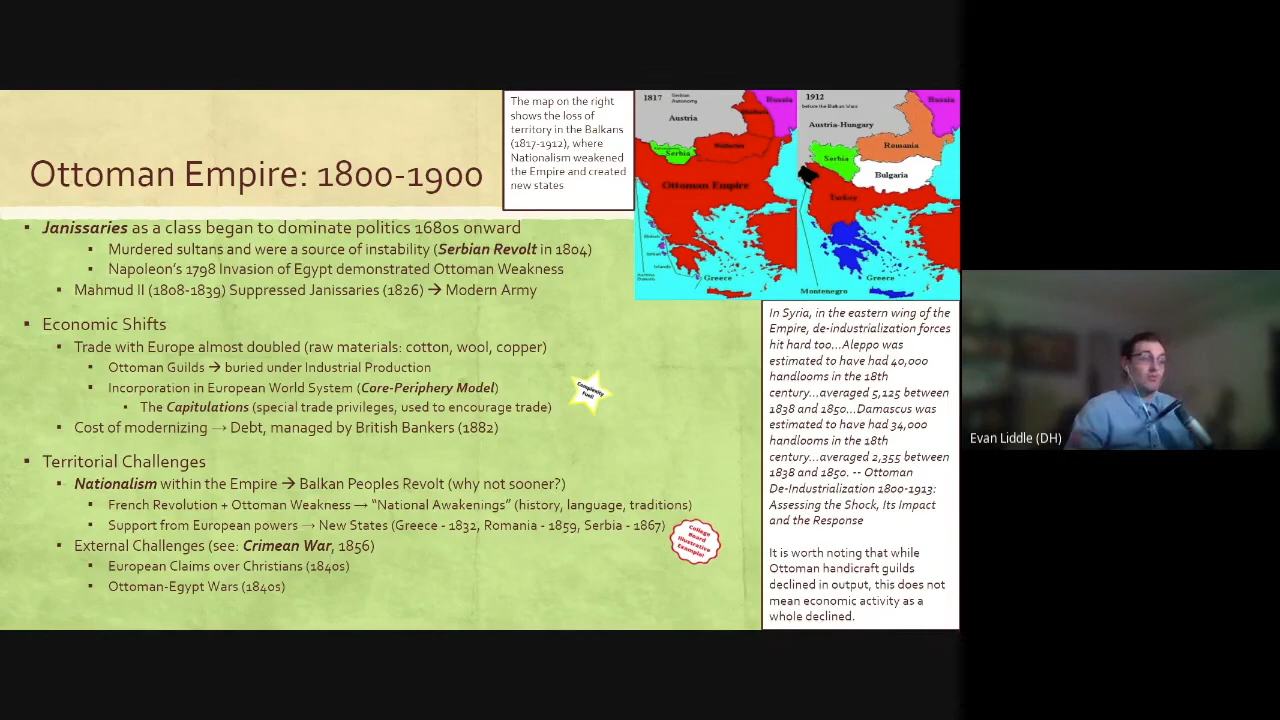 Ottoman Empire: 1800-1900
The map on the right
shows the loss of
territory in the Balkans
(1817-1912), where
Nationalism weakened
the Empire and created
new states
1817
Serbian
Autonomy
Russia
Austria
Serbia
Ottoman Empire
Greece
1912
before the Balkan Wars
Russia
Austria-Hungary
Romania
Serbia
Bulgaria
Turkey
Greece
Montenegro
▪ Janissaries as a class began to dominate politics 1680s onward
▪ Murdered sultans and were a source of instability (Serbian Revolt in 1804)
▪ Napoleon's 1798 Invasion of Egypt demonstrated Ottoman Weakness
▪ Mahmud II (1808-1839) Suppressed Janissaries (1826) → Modern Army
▪ Economic Shifts
▪ Trade with Europe almost doubled (raw materials: cotton, wool, copper)
▪ Ottoman Guilds → buried under Industrial Production
▪ Incorporation in European World System (Core-Periphery Model)
▪ The Capitulations (special trade privileges, used to encourage trade)
▪ Cost of modernizing → Debt, managed by British Bankers (1882)
Complexity
Fuel!
▪ Territorial Challenges
▪ Nationalism within the Empire → Balkan Peoples Revolt (why not sooner?)
▪ French Revolution + Ottoman Weakness → “National Awakenings” (history, language, traditions)
▪ Support from European powers → New States (Greece - 1832, Romania - 1859, Serbia - 1867)
▪ External Challenges (see: Crimean War, 1856)
▪ European Claims over Christians (1840s)
▪ Ottoman-Egypt Wars (1840s)
College
Board
Illustrative
Example!
In Syria, in the eastern wing of the
Empire, de-industrialization forces
hit hard too...Aleppo was
estimated to have had 40,000
handlooms in the 18th
century...averaged 5,125 between
1838 and 1850...Damascus was
estimated to have had 34,000
handlooms in the 18th
century...averaged 2,355 between
1838 and 1850. -- Ottoman
De-Industrialization 1800-1913:
Assessing the Shock, Its Impact
and the Response
It is worth noting that while
Ottoman handicraft guilds
declined in output, this does not
mean economic activity as a
whole declined.
Evan Liddle (DH)